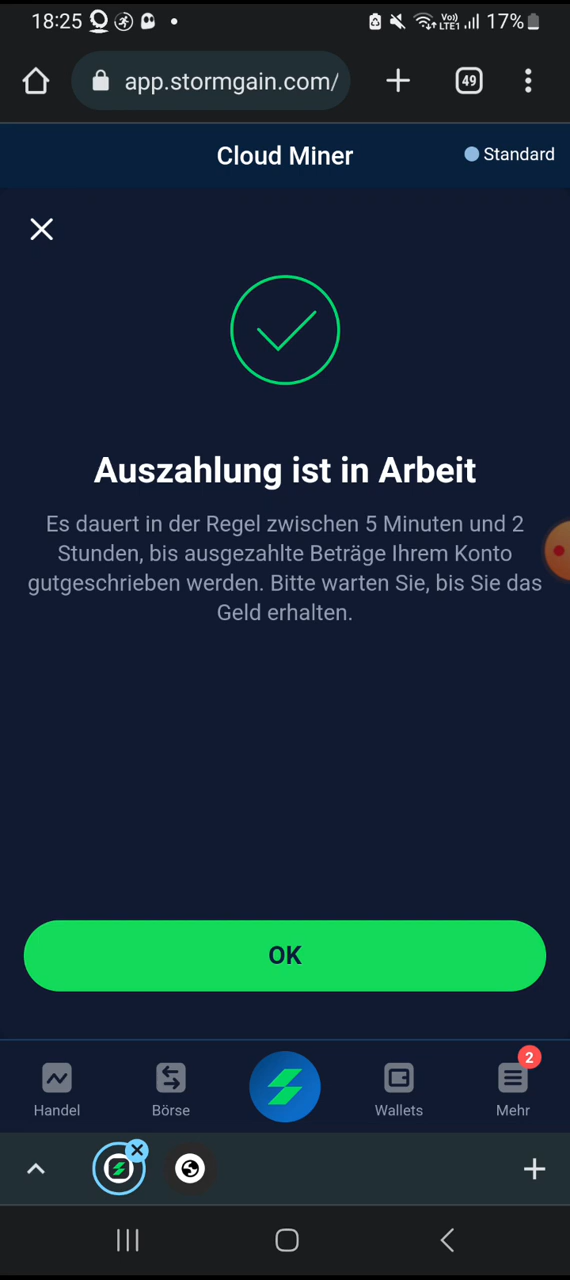 18:25
Vo)) LTE1 17%
app.stormgain.com/
49
Cloud Miner
Standard
Auszahlung ist in Arbeit
Es dauert in der Regel zwischen 5 Minuten und 2
Stunden, bis ausgezahlte Beträge Ihrem Konto
gutgeschrieben werden. Bitte warten Sie, bis Sie das
Geld erhalten.
OK
2
Handel Börse Wallets Mehr